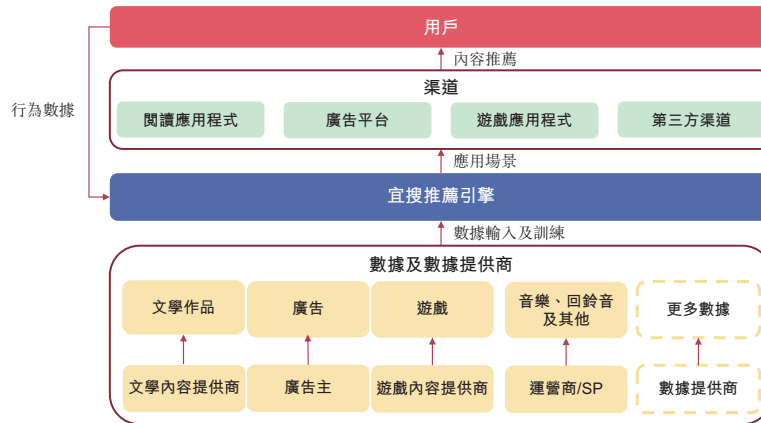 用戶
內容推薦
渠道
行為數據
閱讀應用程式
廣告平台
遊戲應用程式
第三方渠道
應用場景
宜搜推薦引擎
數據輸入及訓練
數據及數據提供商
文學作品
廣告
遊戲
音樂、回鈴音
及其他
更多數據
文學內容提供商
廣告主
遊戲內容提供商
運營商/SP
數據提供商